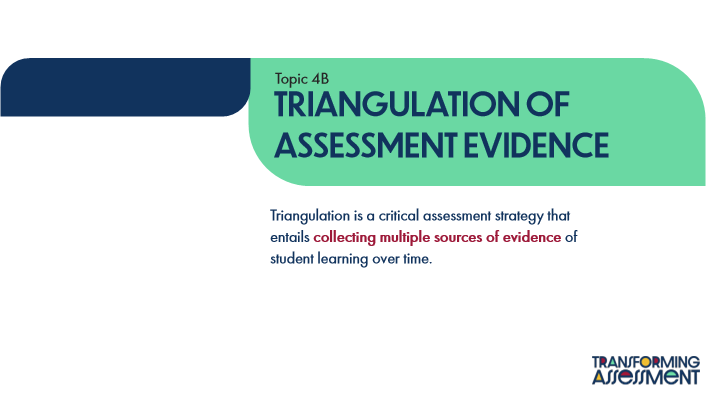 Topic 4B
TRIANGULATION OF
ASSESSMENT EVIDENCE
Triangulation is a critical assessment strategy that
entails collecting multiple sources of evidence of
student learning over time.
TRANSFORMING
ASSESSMENT